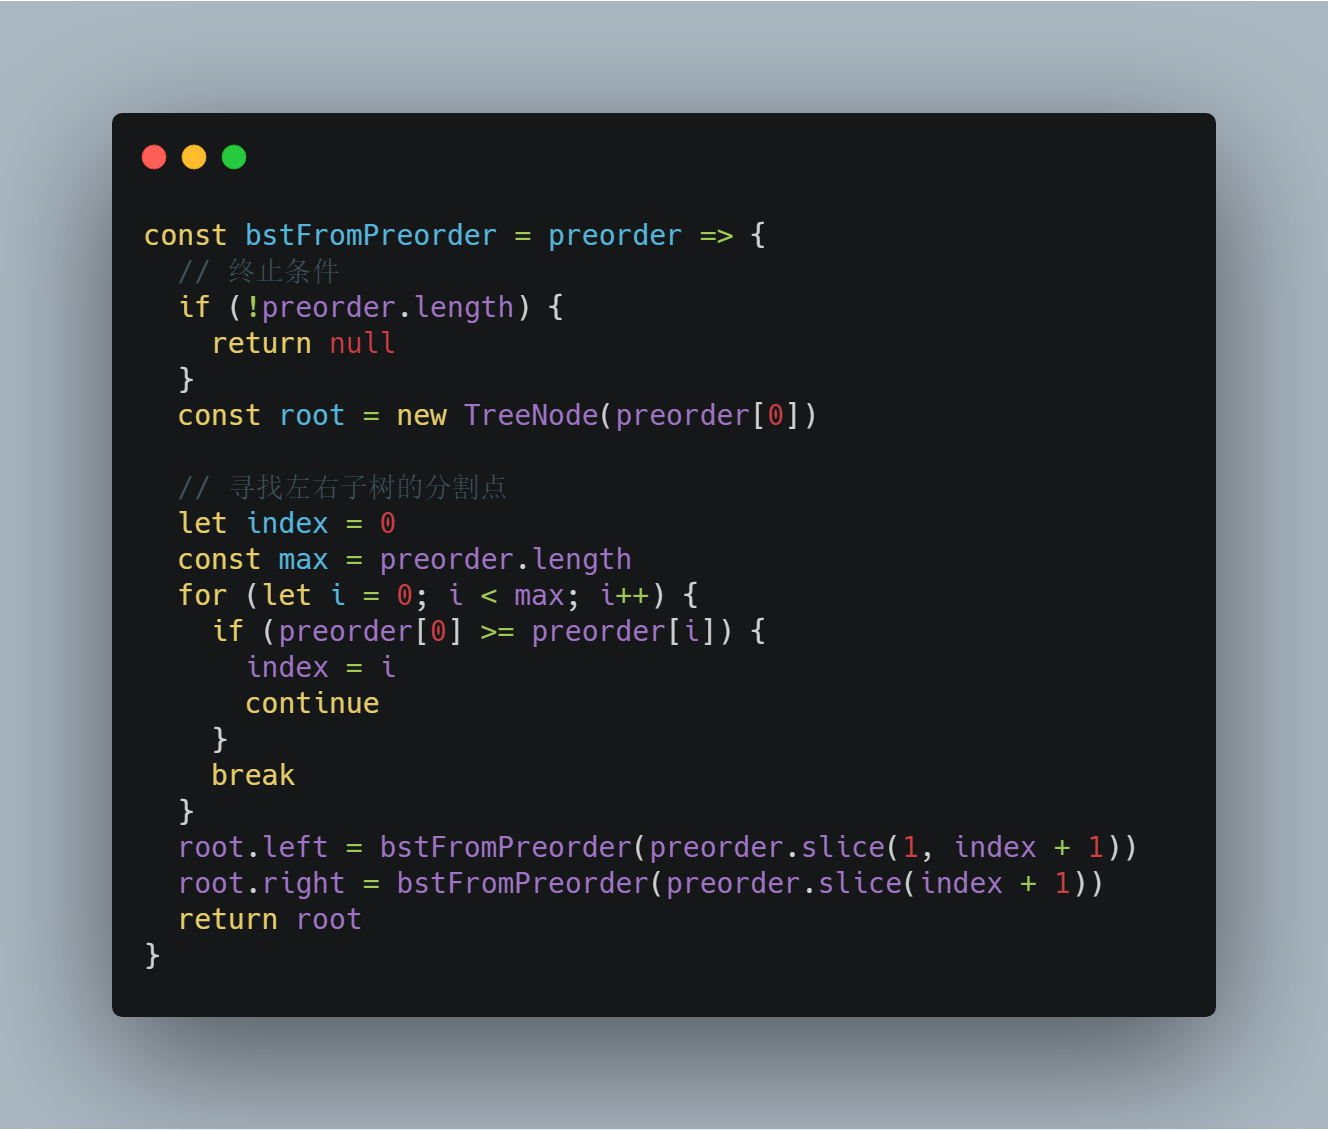 const bstFromPreorder = preorder => {
  // 终止条件
  if (!preorder.length) {
    return null
  }
  const root = new TreeNode(preorder[0])

  // 寻找左右子树的分割点
  let index = 0
  const max = preorder.length
  for (let i = 0; i < max; i++) {
    if (preorder[0] >= preorder[i]) {
      index = i
      continue
    }
    break
  }
  root.left = bstFromPreorder(preorder.slice(1, index + 1))
  root.right = bstFromPreorder(preorder.slice(index + 1))
  return root
}